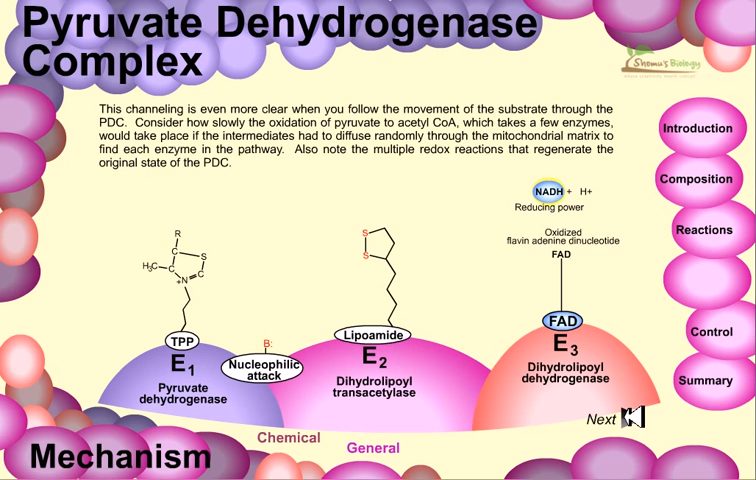 Pyruvate Dehydrogenase
Complex
Shomu's Biology
This channeling is even more clear when you follow the movement of the substrate through the
PDC. Consider how slowly the oxidation of pyruvate to acetyl CoA, which takes a few enzymes,
would take place if the intermediates had to diffuse randomly through the mitochondrial matrix to
find each enzyme in the pathway. Also note the multiple redox reactions that regenerate the
original state of the PDC.
Introduction
Composition
Reactions
Control
Summary
NADH + H+
Reducing power
Oxidized
flavin adenine dinucleotide
FAD
R
C
S
H₃C
C
C
+N
S
S
TPP
E1
Pyruvate
dehydrogenase
B:
Nucleophilic
attack
Lipoamide
E2
Dihydrolipoyl
transacetylase
FAD
E3
Dihydrolipoyl
dehydrogenase
Next
Chemical
General
Mechanism